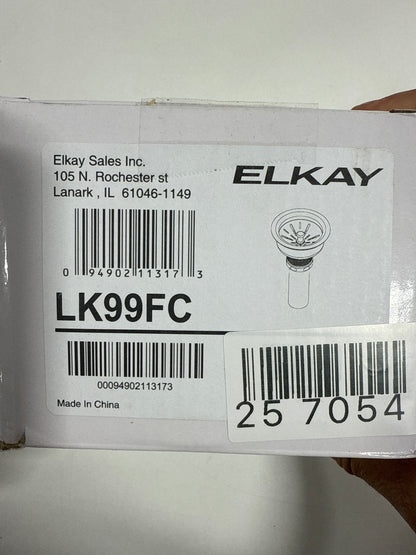 Elkay Sales Inc.
105 N. Rochester st
Lanark , IL 61046-1149
ELKAY
0 94902 11317 3
LK99FC
00094902113173
Made In China
25 7054